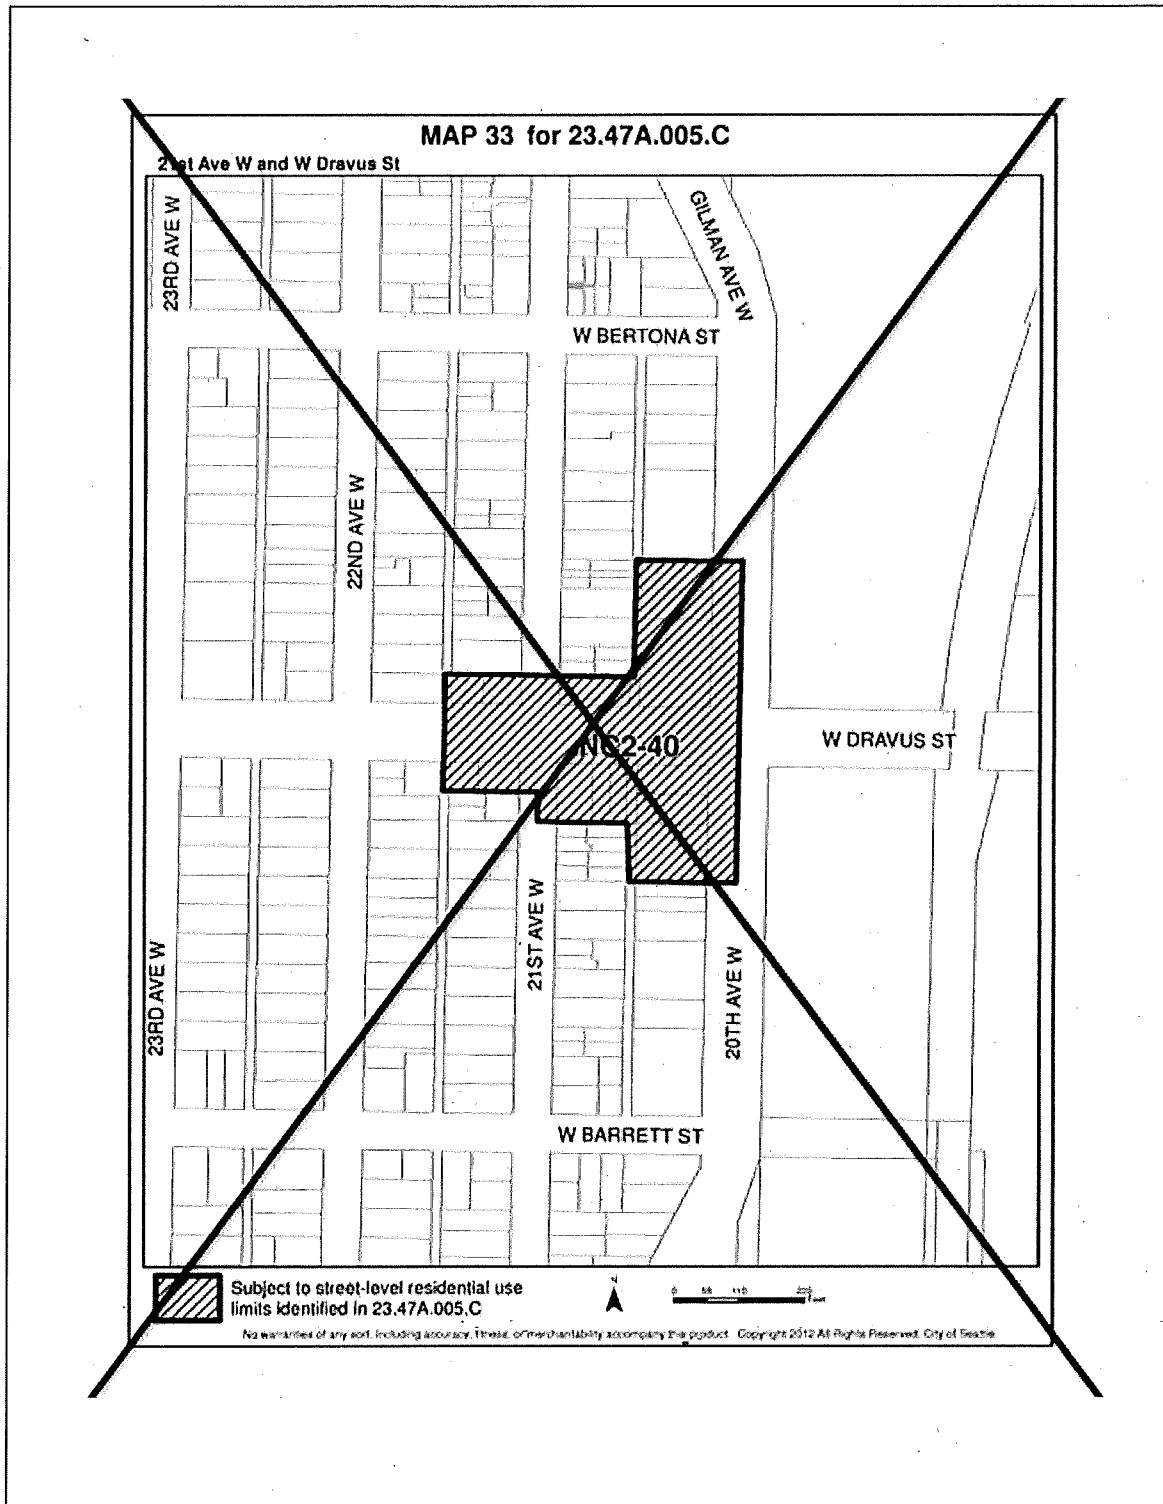 MAP 33 for 23.47A.005.C
21st Ave W and W Dravus St
23RD AVE W
GILMAN AVE W
W BERTONA ST
22ND AVE W
NC2-40
W DRAVUS ST
21ST AVE W
23RD AVE W
20TH AVE W
W BARRETT ST
Subject to street-level residential use
limits identified in 23.47A.005.C
N
0
Feet
No warranties of any sort, including accuracy, fitness, or merchantability accompany this product. Copyright 2012 All Rights Reserved, City of Seattle